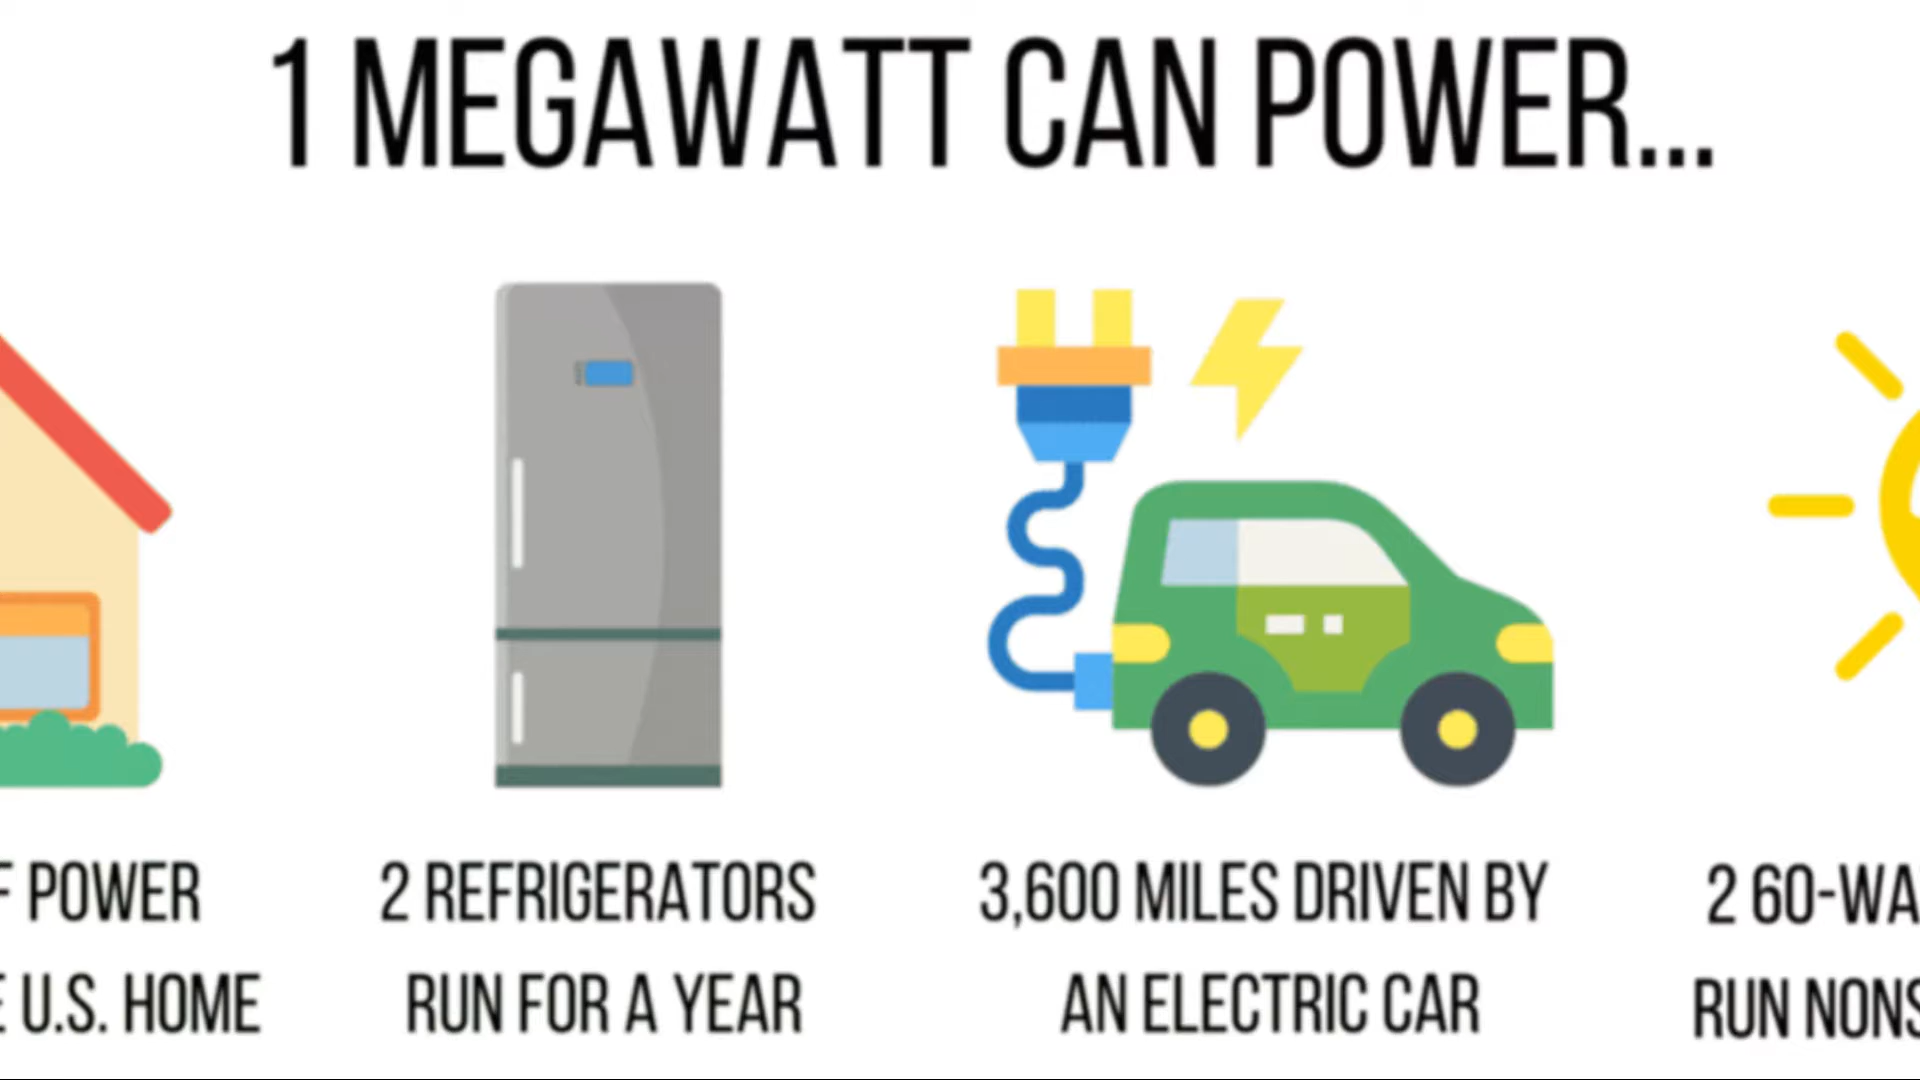 1 MEGAWATT CAN POWER...
F POWER
E U.S. HOME
2 REFRIGERATORS
RUN FOR A YEAR
3,600 MILES DRIVEN BY
AN ELECTRIC CAR
2 60-WA
RUN NONS